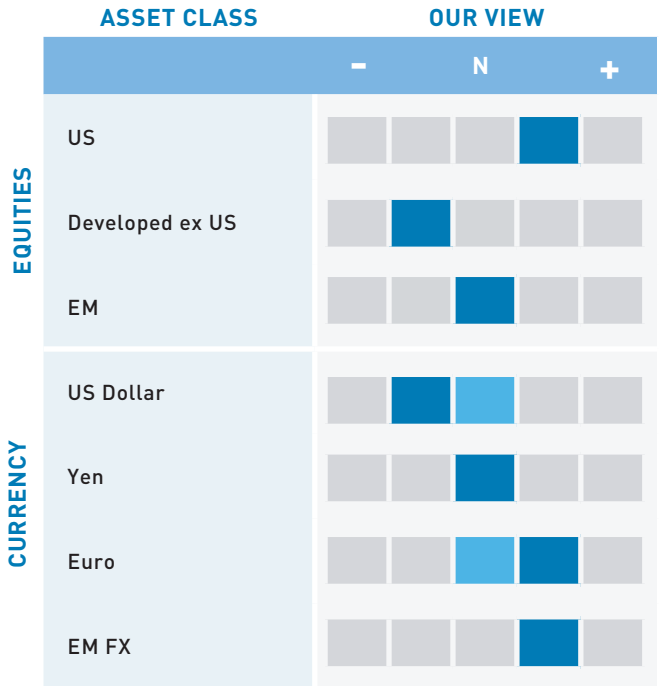 ASSET CLASS OUR VIEW
- N +
EQUITIES
US
Developed ex US
EM
CURRENCY
US Dollar
Yen
Euro
EM FX